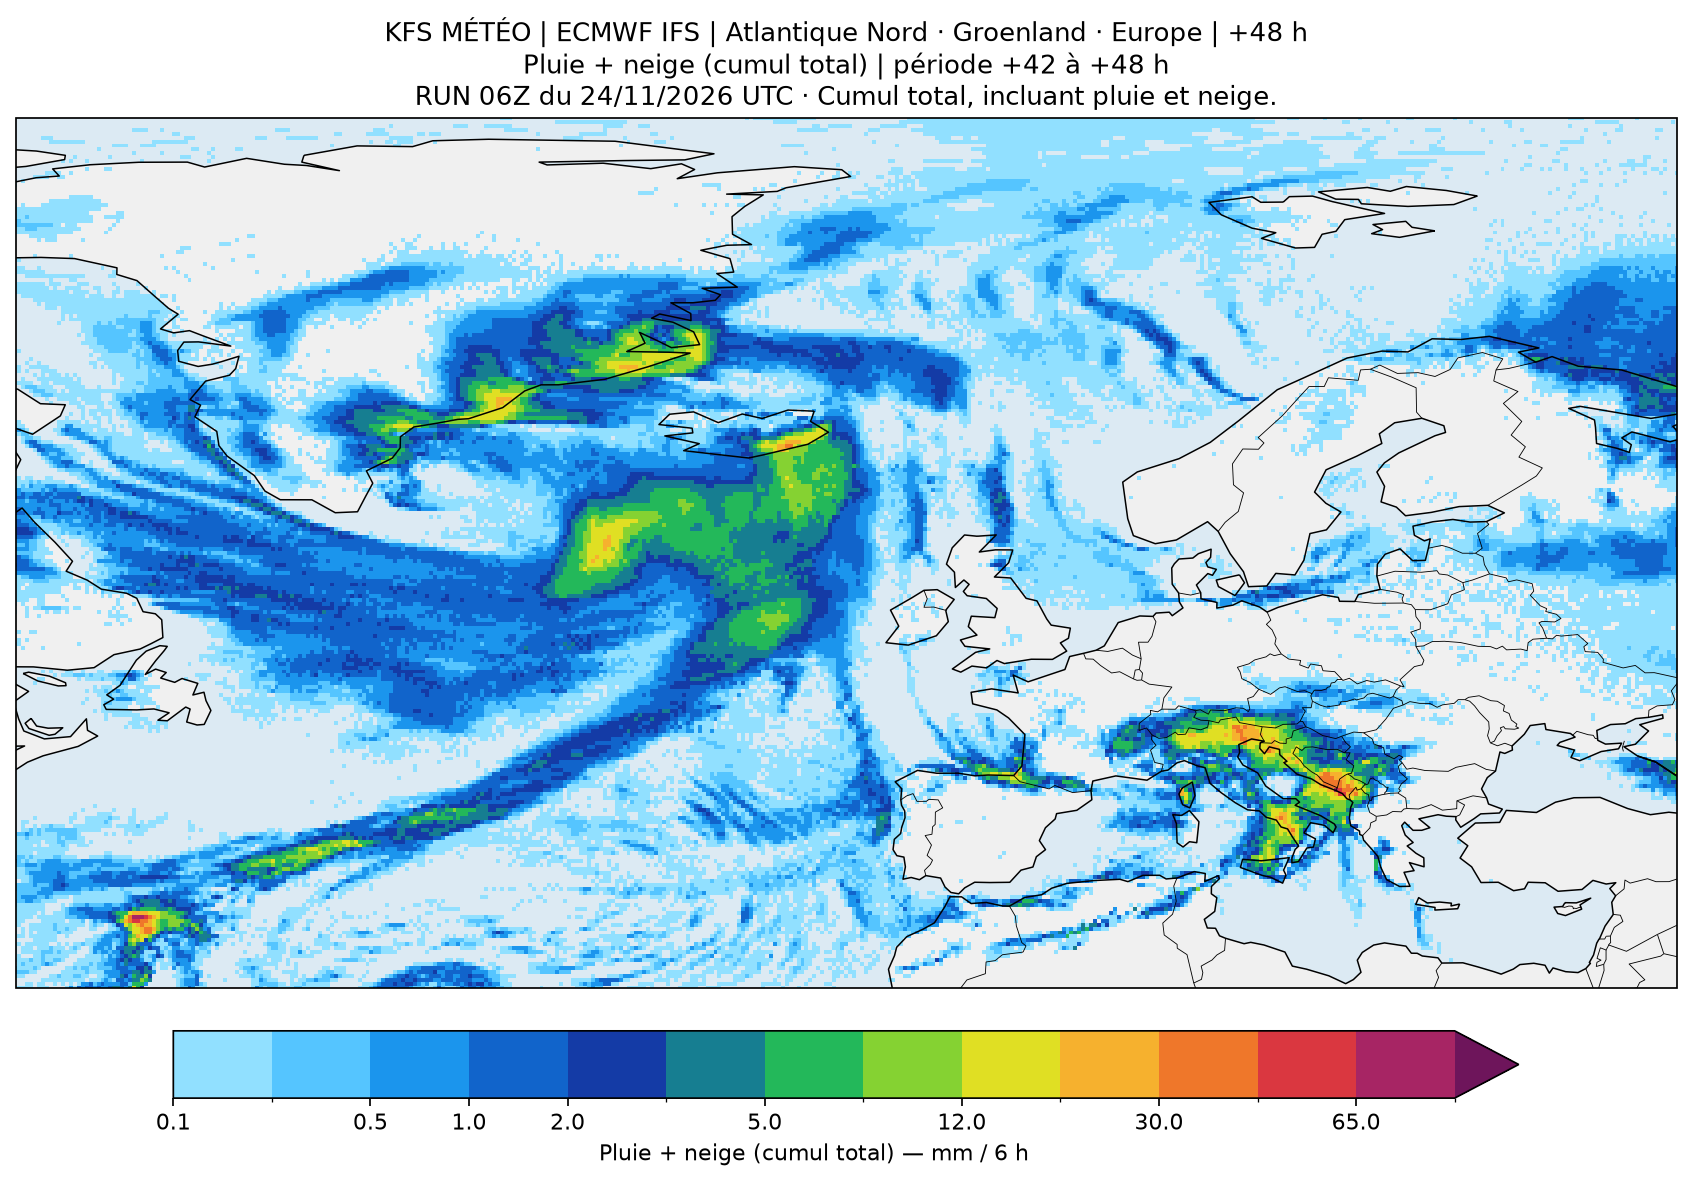 KFS MÉTÉO | ECMWF IFS | Atlantique Nord · Groenland · Europe | +48 h
Pluie + neige (cumul total) | période +42 à +48 h
RUN 06Z du 24/11/2026 UTC · Cumul total, incluant pluie et neige.
0.1 0.5 1.0 2.0 5.0 12.0 30.0 65.0
Pluie + neige (cumul total) — mm / 6 h